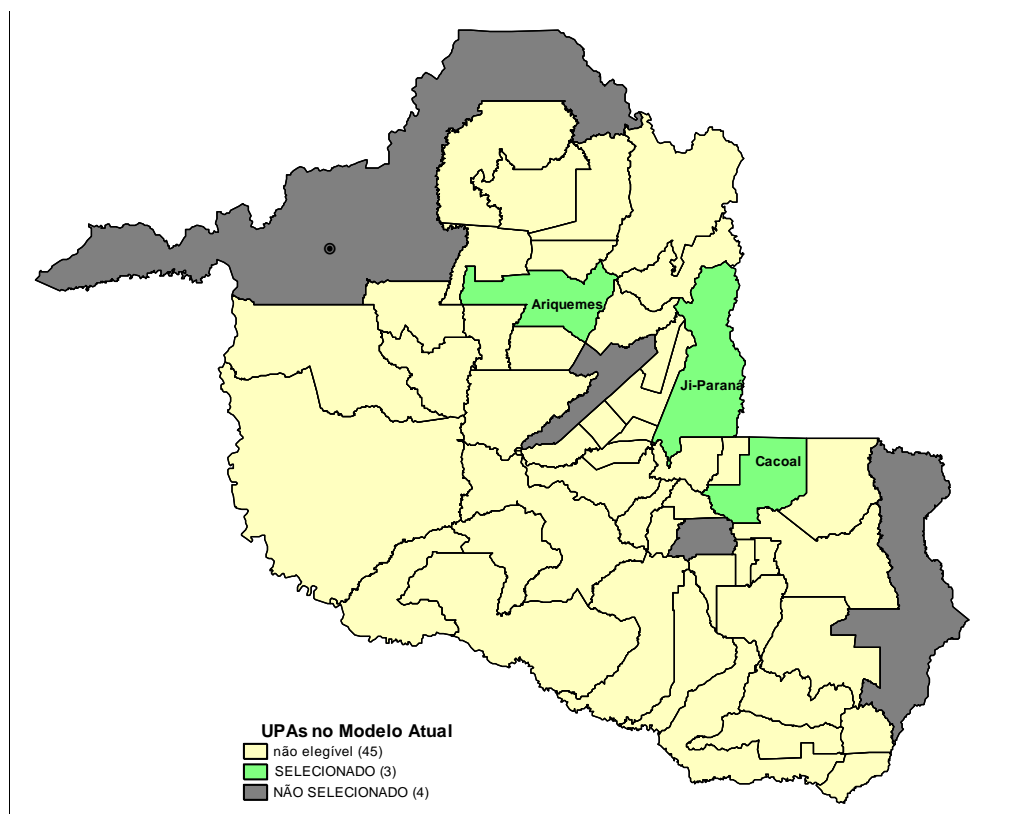 Ariquemes
Ji-Paraná
Cacoal
UPAs no Modelo Atual
não elegível (45)
SELECIONADO (3)
NÃO SELECIONADO (4)